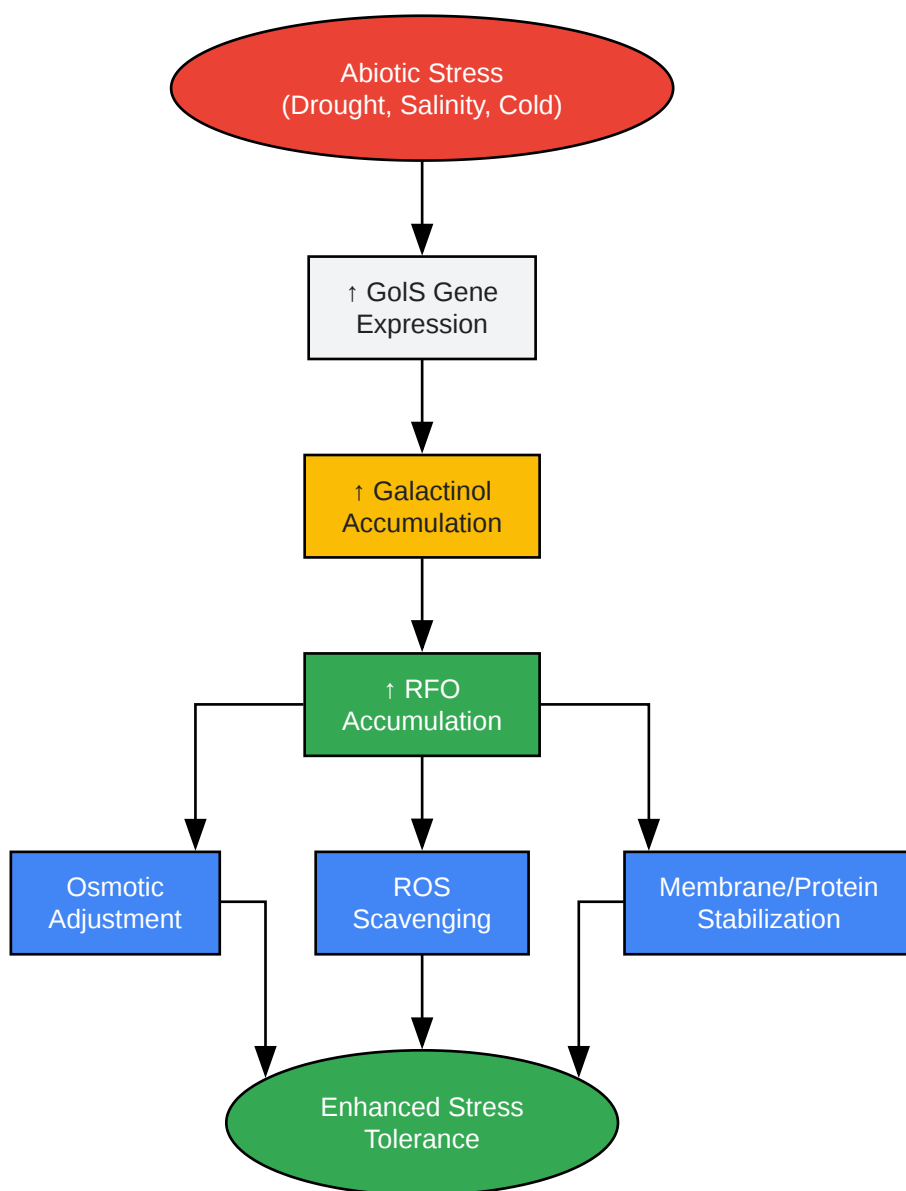 Abiotic Stress
(Drought, Salinity, Cold)
↑ GolS Gene
Expression
↑ Galactinol
Accumulation
↑ RFO
Accumulation
Osmotic
Adjustment
ROS
Scavenging
Membrane/Protein
Stabilization
Enhanced Stress
Tolerance